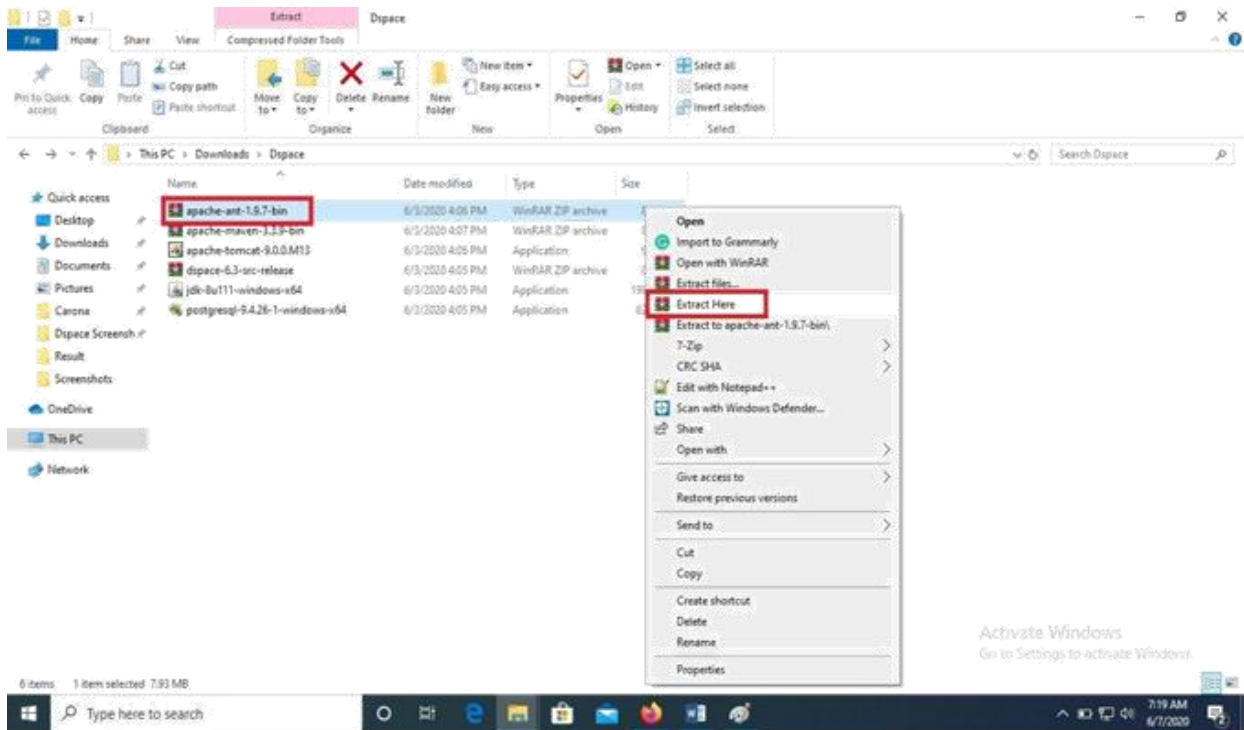 Extract
Dspace
File Home Share View Compressed Folder Tools
Pin to Quick access
Copy
Paste
Cut
Copy path
Paste shortcut
Move to
Copy to
Delete
Rename
New folder
New item
Easy access
Properties
Open
Edit
History
Select all
Select none
Invert selection
Clipboard
Organize
New
Open
Select
This PC > Downloads > Dspace
Search Dspace
Name Date modified Type Size
apache-ant-1.9.7-bin 6/3/2020 4:06 PM WinRAR ZIP archive
apache-maven-3.3.9-bin 6/3/2020 4:07 PM WinRAR ZIP archive
apache-tomcat-9.0.0.M13 6/3/2020 4:05 PM Application
dspace-6.3-src-release 6/3/2020 4:05 PM WinRAR ZIP archive
jdk-8u111-windows-x64 6/3/2020 4:05 PM Application
postgresql-9.4.26-1-windows-x64 6/3/2020 4:05 PM Application
Quick access
Desktop
Downloads
Documents
Pictures
Carona
Dspace Screensh
Result
Screenshots
OneDrive
This PC
Network
Open
Import to Grammarly
Open with WinRAR
Extract files...
Extract Here
Extract to apache-ant-1.9.7-bin\
7-Zip
CRC SHA
Edit with Notepad++
Scan with Windows Defender...
Share
Open with
Give access to
Restore previous versions
Send to
Cut
Copy
Create shortcut
Delete
Rename
Properties
Activate Windows
Go to Settings to activate Windows.
6 items 1 item selected 7.93 MB
Type here to search
7:19 AM
6/7/2020